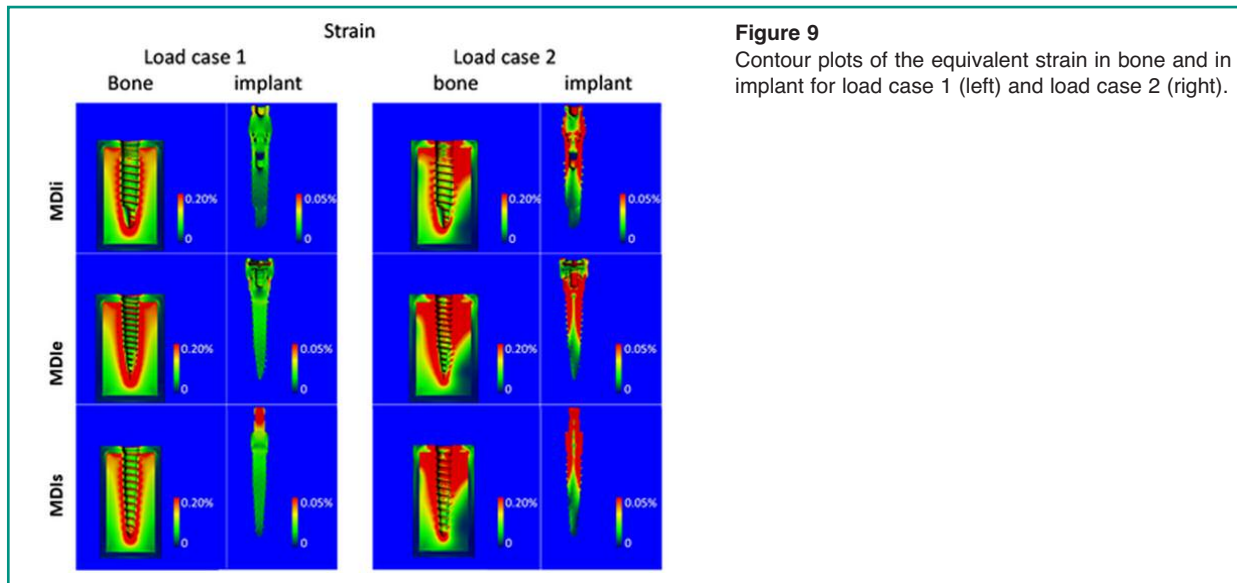 Strain
Load case 1
Load case 2
Bone
implant
bone
implant
MDIi
0.20%
0
0.05%
0
0.20%
0
0.05%
0
MDIe
0.20%
0
0.05%
0
0.20%
0
0.05%
0
MDIs
0.20%
0
0.05%
0
0.20%
0
0.05%
0
Figure 9
Contour plots of the equivalent strain in bone and in
implant for load case 1 (left) and load case 2 (right).